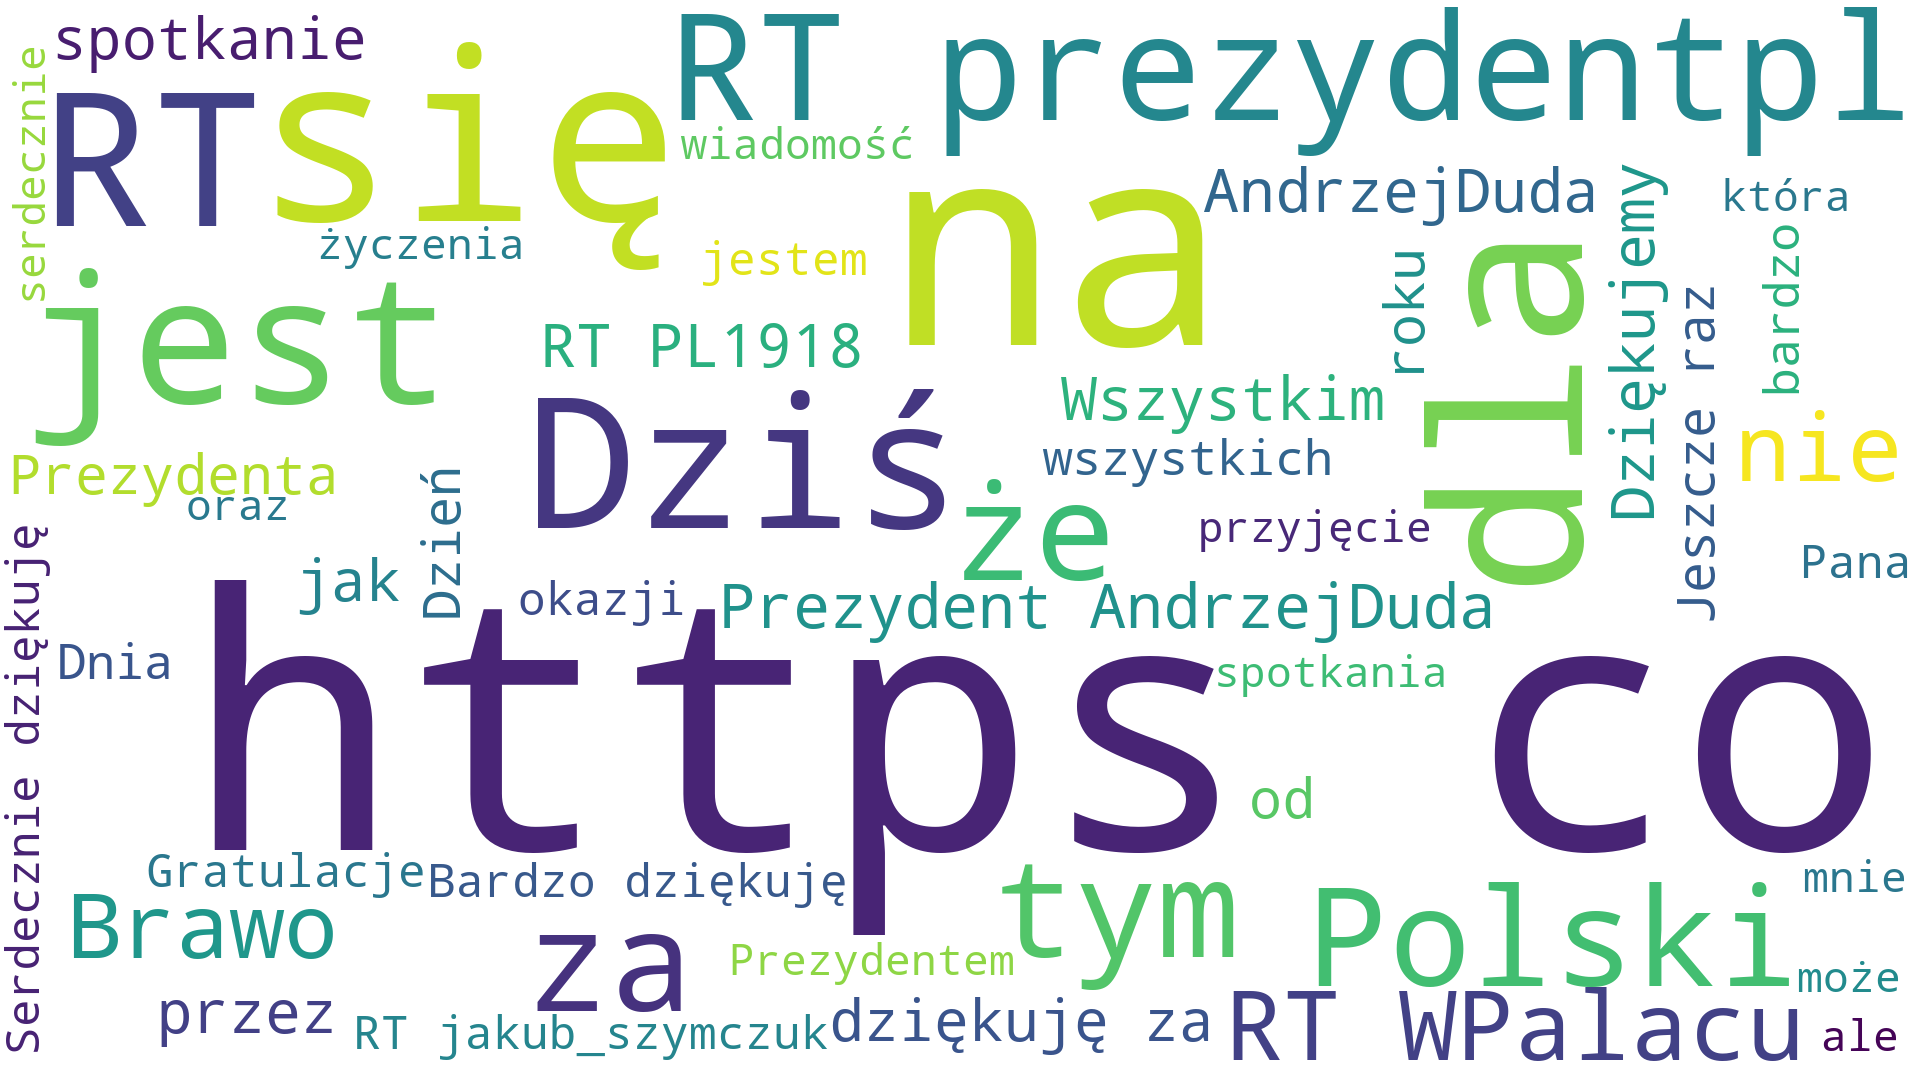 spotkanie
RT prezydentpl
serdecznie
RT
się
wiadomość
na
AndrzejDuda
która
życzenia
jestem
dla
Dziękujemy
roku
bardzo
jest
RT PL1918
Jeszcze raz
Wszystkim
Dziś
nie
Prezydenta
wszystkich
że
oraz
Dzień
przyjęcie
Pana
jak
okazji
Prezydent AndrzejDuda
Serdecznie dziękuję
Dnia
spotkania
https co
od
Gratulacje
Bardzo dziękuję
mnie
Brawo
tym
Polski
za
Prezydentem
może
przez
RT jakub_szymczuk
dziękuję za
RT WPalacu
ale